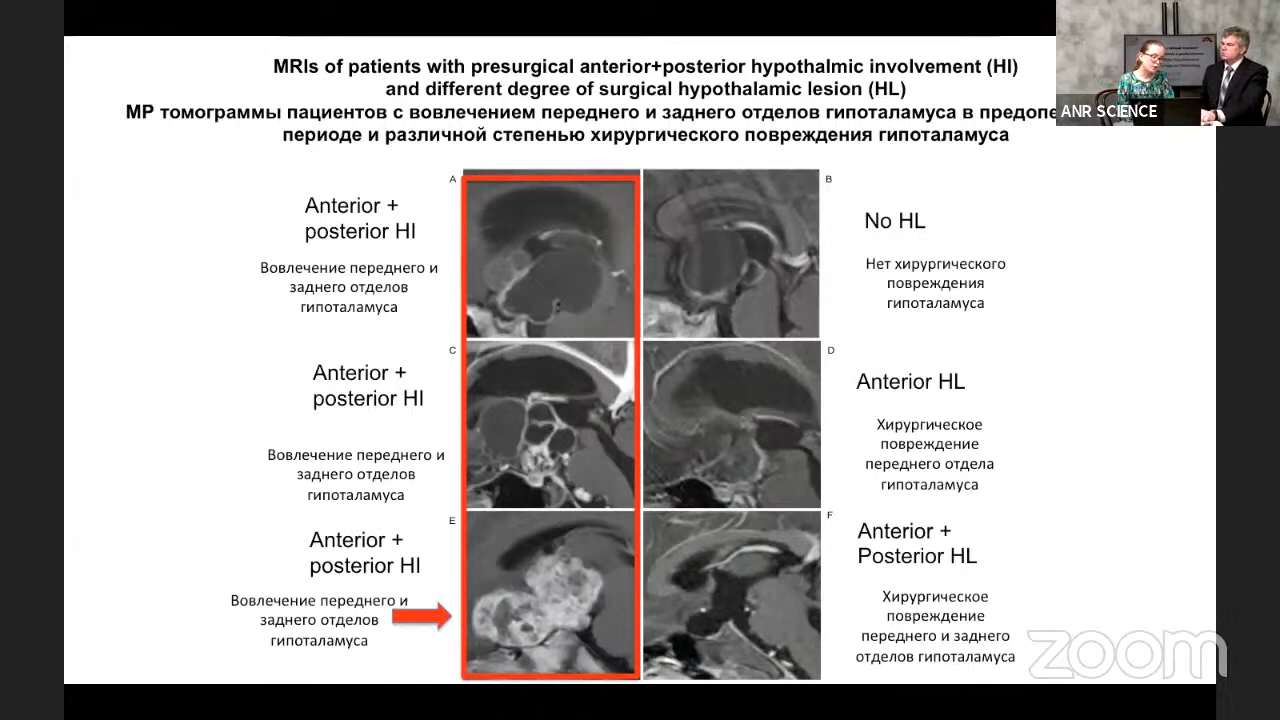 MRIs of patients with presurgical anterior+posterior hypothalmic involvement (HI)
and different degree of surgical hypothalamic lesion (HL)
МР томограммы пациентов с вовлечением переднего и заднего отделов гипоталамуса в
периоде и различной степенью хирургического повреждения гипоталамуса
ANR SCIENCE
A
B
Anterior +
posterior HI
Вовлечение переднего и
заднего отделов
гипоталамуса
No HL
Нет хирургического
повреждения
гипоталамуса
C
D
Anterior +
posterior HI
Вовлечение переднего и
заднего отделов
гипоталамуса
Anterior HL
Хирургическое
повреждение
переднего отдела
гипоталамуса
E
F
Anterior +
posterior HI
Вовлечение переднего и
заднего отделов
гипоталамуса
Anterior +
Posterior HL
Хирургическое
повреждение
переднего и заднего
отделов гипоталамуса
zoom